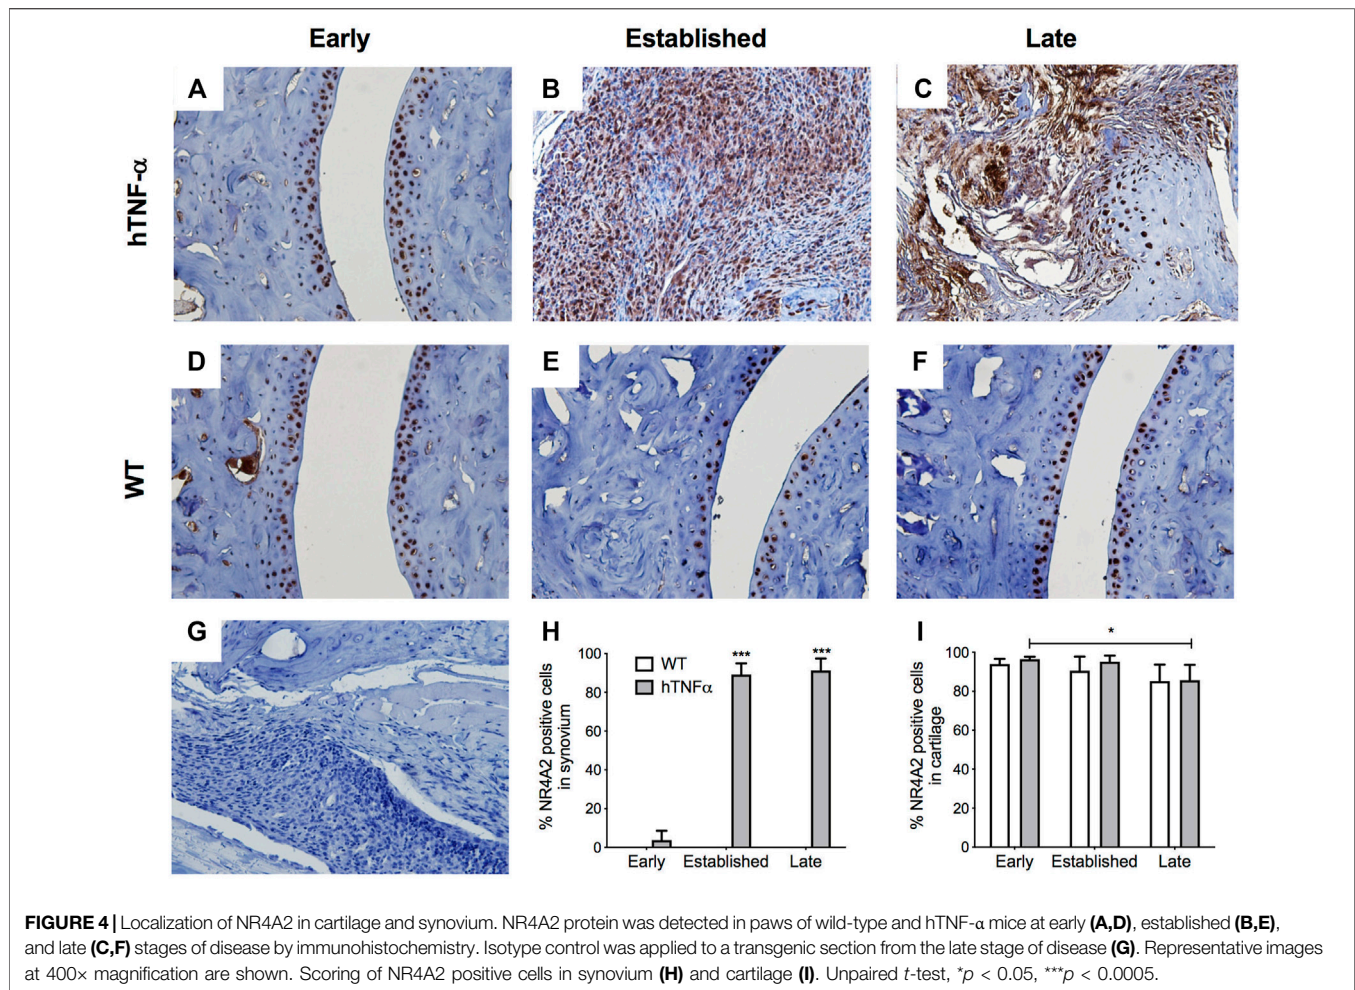 Early Established Late
hTNF-α
A B C
WT
D E F
G H I
% NR4A2 positive cells
in synovium
100
80
60
40
20
0
WT
hTNFα
*** ***
Early Established Late
% NR4A2 positive cells
in cartilage
100
80
60
40
20
0
*
Early Established Late
FIGURE 4 | Localization of NR4A2 in cartilage and synovium. NR4A2 protein was detected in paws of wild-type and hTNF-α mice at early (A,D), established (B,E),
and late (C,F) stages of disease by immunohistochemistry. Isotype control was applied to a transgenic section from the late stage of disease (G). Representative images
at 400× magnification are shown. Scoring of NR4A2 positive cells in synovium (H) and cartilage (I). Unpaired t-test, *p < 0.05, ***p < 0.0005.